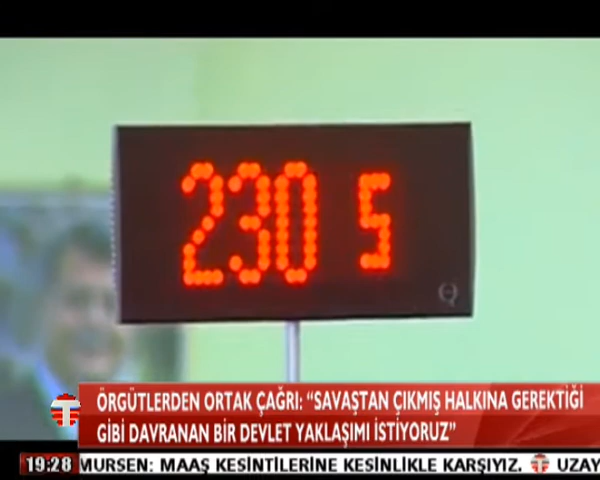 230 5
ÖRGÜTLERDEN ORTAK ÇAĞRI: "SAVAŞTAN ÇIKMIŞ HALKINA GEREKTİĞİ
GİBİ DAVRANAN BİR DEVLET YAKLAŞIMI İSTİYORUZ"
19:28 MURSEN: MAAŞ KESİNTİLERİNE KESİNLİKLE KARŞIYIZ. UZAY